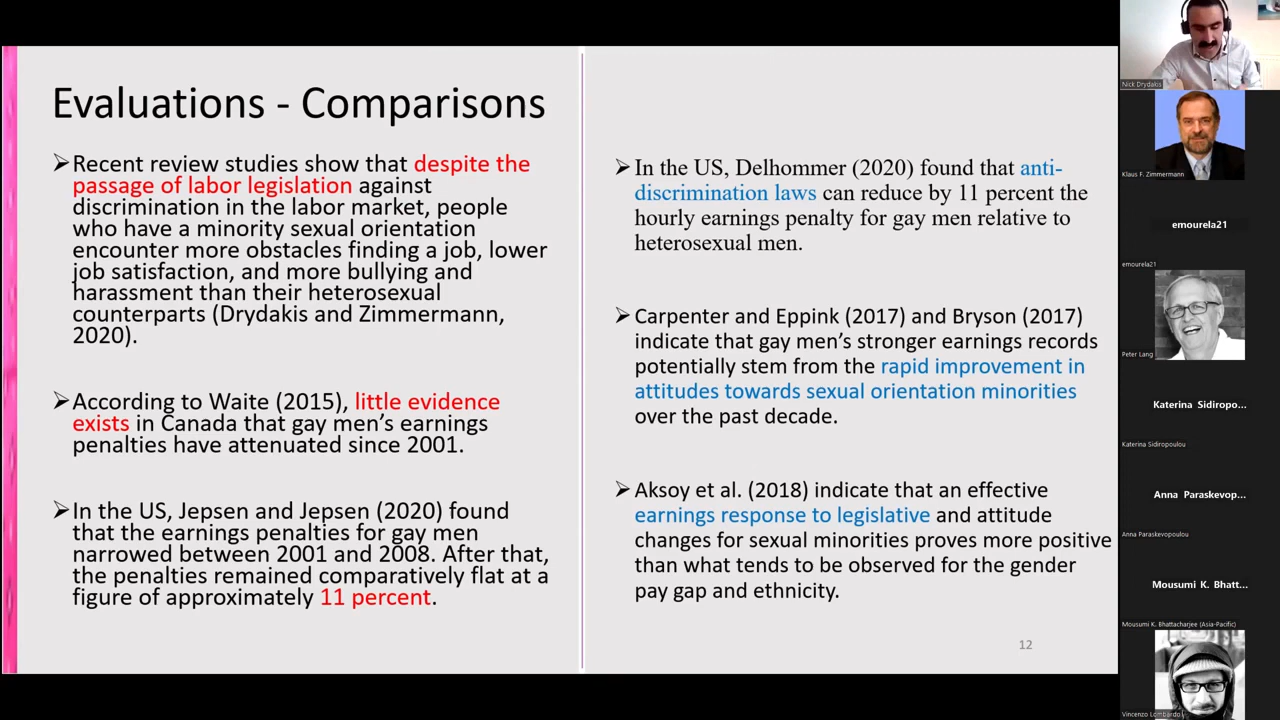 Evaluations - Comparisons
➢Recent review studies show that despite the
passage of labor legislation against
discrimination in the labor market, people
who have a minority sexual orientation
encounter more obstacles finding a job, lower
job satisfaction, and more bullying and
harassment than their heterosexual
counterparts (Drydakis and Zimmermann,
2020).
➢According to Waite (2015), little evidence
exists in Canada that gay men’s earnings
penalties have attenuated since 2001.
➢In the US, Jepsen and Jepsen (2020) found
that the earnings penalties for gay men
narrowed between 2001 and 2008. After that,
the penalties remained comparatively flat at a
figure of approximately 11 percent.
➢In the US, Delhommer (2020) found that anti-
discrimination laws can reduce by 11 percent the
hourly earnings penalty for gay men relative to
heterosexual men.
➢Carpenter and Eppink (2017) and Bryson (2017)
indicate that gay men’s stronger earnings records
potentially stem from the rapid improvement in
attitudes towards sexual orientation minorities
over the past decade.
➢Aksoy et al. (2018) indicate that an effective
earnings response to legislative and attitude
changes for sexual minorities proves more positive
than what tends to be observed for the gender
pay gap and ethnicity.
12
Nick Drydakis
Klaus F. Zimmermann
emourela21
emourela21
Peter Lang
Katerina Sidiropo...
Katerina Sidiropoulou
Anna Paraskevop...
Anna Paraskevopoulou
Mousumi K. Bhatt...
Mousumi K. Bhattacharjee (Asia-Pacific)
Vincenzo Lombardo